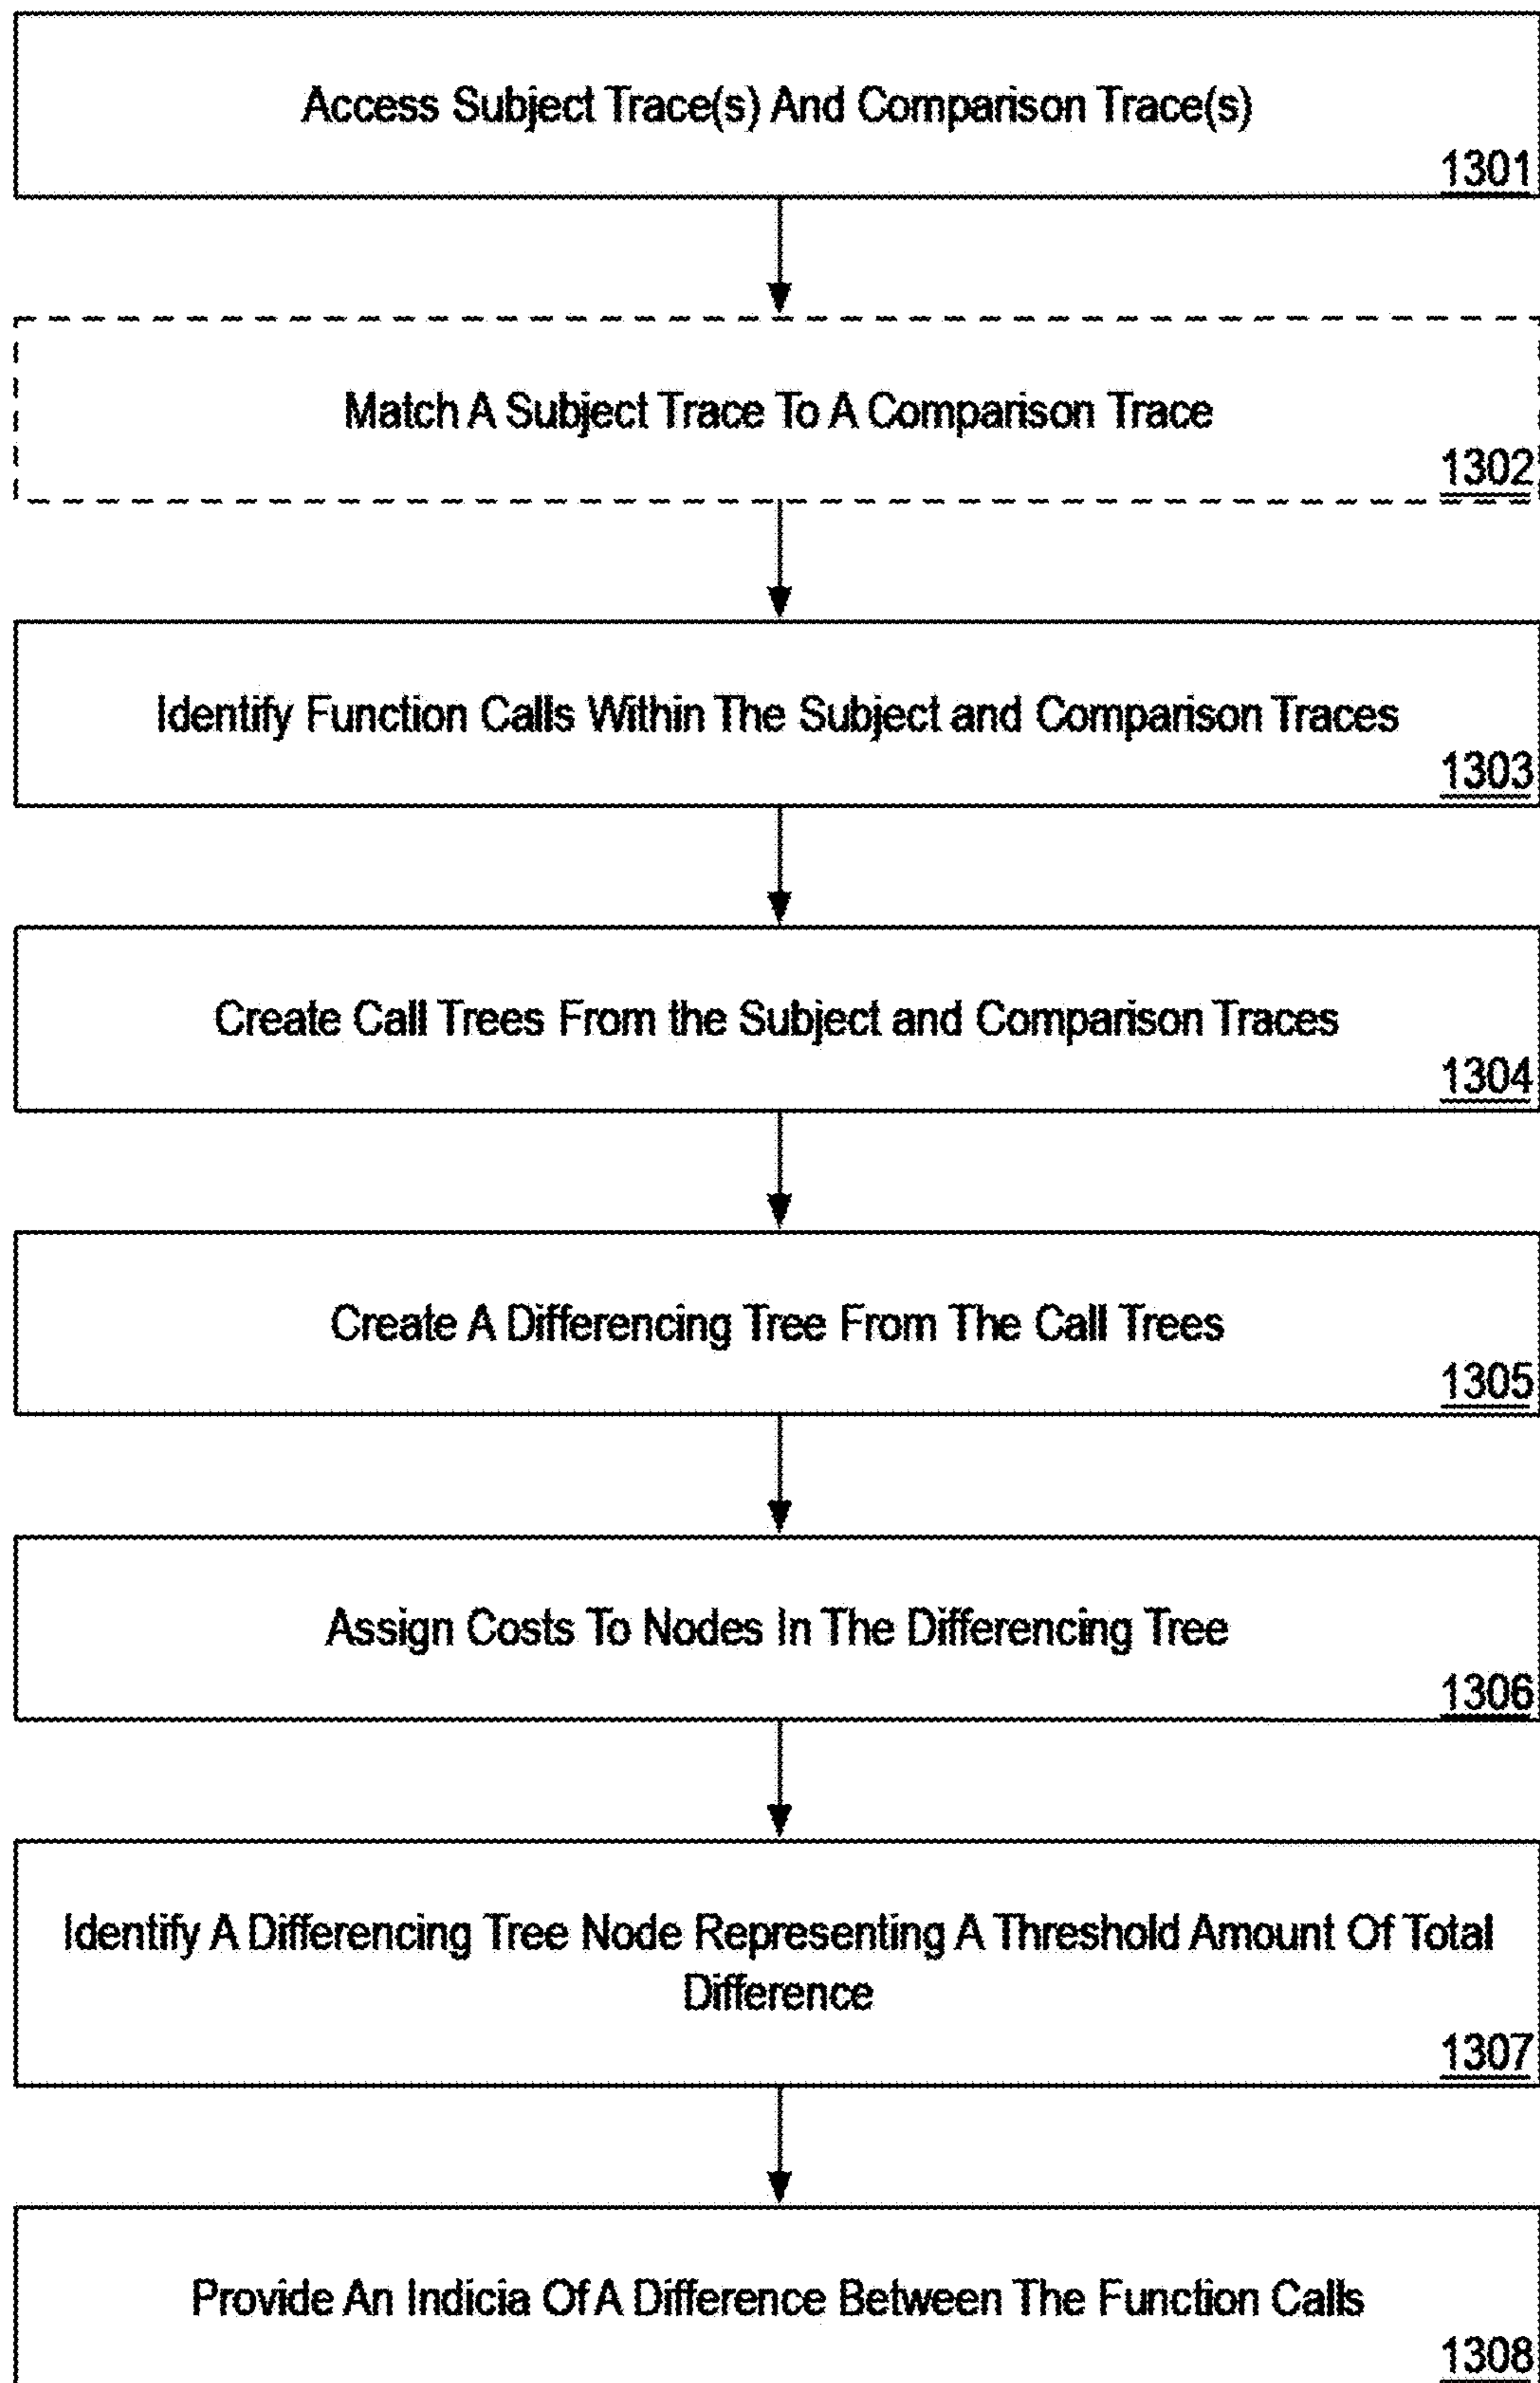 Access Subject Trace(s) And Comparison Trace(s)
1301
Match A Subject Trace To A Comparison Trace
1302
Identify Function Calls Within The Subject and Comparison Traces
1303
Create Call Trees From the Subject and Comparison Traces
1304
Create A Differencing Tree From The Call Trees
1305
Assign Costs To Nodes In The Differencing Tree
1306
Identify A Differencing Tree Node Representing A Threshold Amount Of Total
Difference
1307
Provide An Indicia Of A Difference Between The Function Calls
1308